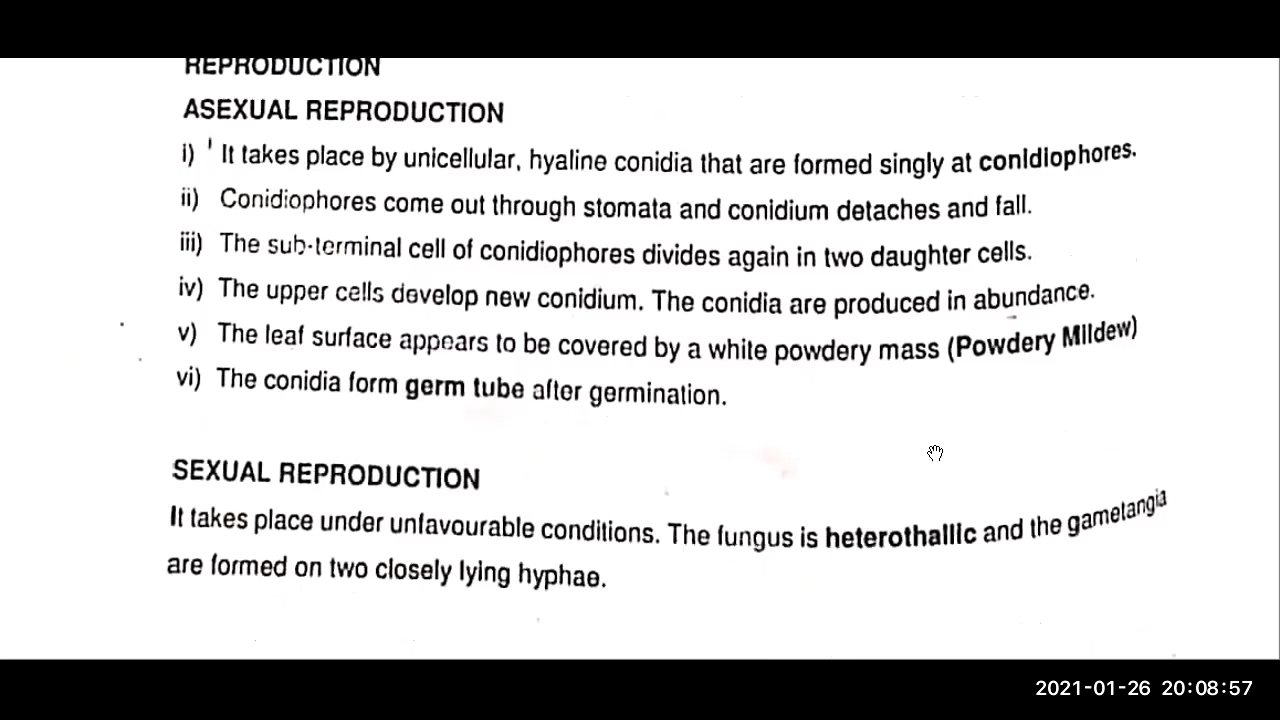 REPRODUCTION
ASEXUAL REPRODUCTION
i) It takes place by unicellular, hyaline conidia that are formed singly at conidiophores.
ii) Conidiophores come out through stomata and conidium detaches and fall.
iii) The sub-terminal cell of conidiophores divides again in two daughter cells.
iv) The upper cells develop new conidium. The conidia are produced in abundance.
v) The leaf surface appears to be covered by a white powdery mass (Powdery Mildew)
vi) The conidia form germ tube after germination.
SEXUAL REPRODUCTION
It takes place under unfavourable conditions. The fungus is heterothallic and the gametangia
are formed on two closely lying hyphae.
2021-01-26 20:08:57